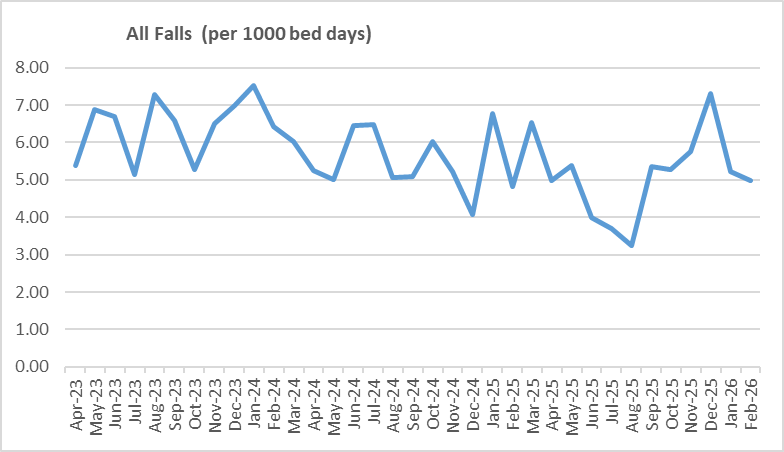 All Falls  (per 1000 bed days)
8.00
7.00
6.00
5.00
4.00
3.00
2.00
1.00
0.00
Apr-23
May-23
Jun-23
Jul-23
Aug-23
Sep-23
Oct-23
Nov-23
Dec-23
Jan-24
Feb-24
Mar-24
Apr-24
May-24
Jun-24
Jul-24
Aug-24
Sep-24
Oct-24
Nov-24
Dec-24
Jan-25
Feb-25
Mar-25
Apr-25
May-25
Jun-25
Jul-25
Aug-25
Sep-25
Oct-25
Nov-25
Dec-25
Jan-26
Feb-26